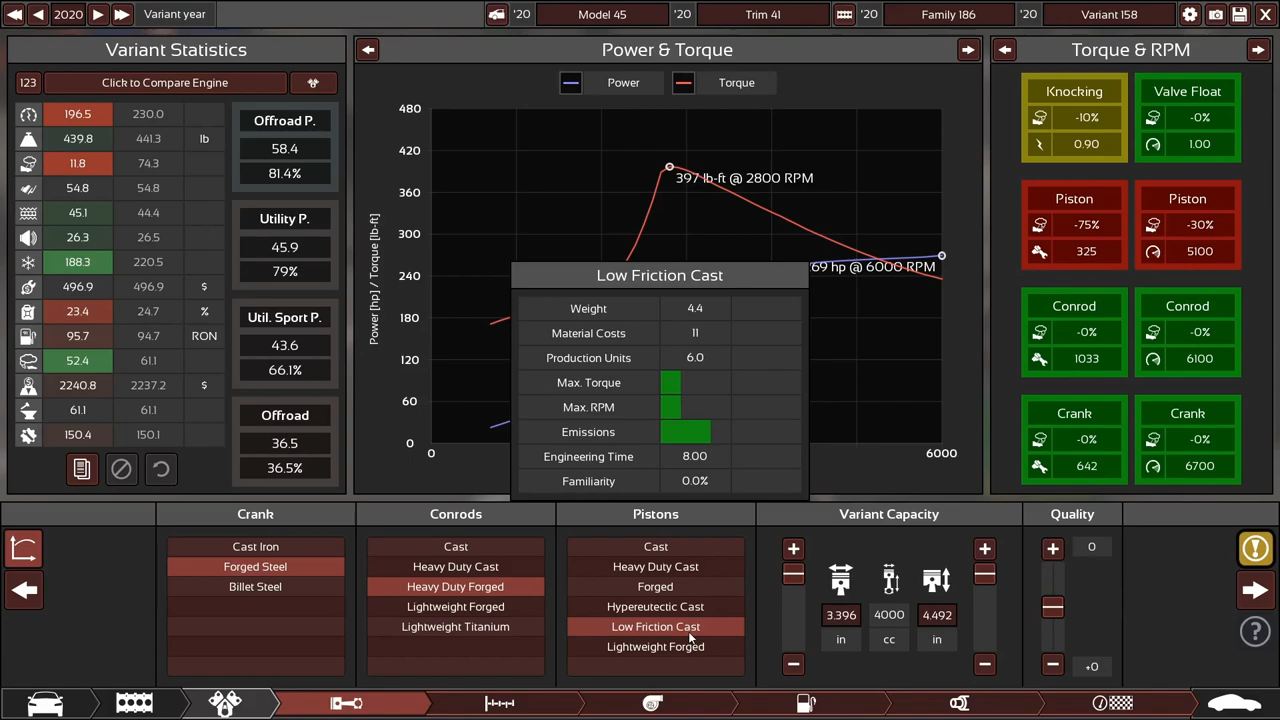 2020 Variant year '20 Model 45 '20 Trim 41 '20 Family 186 '20 Variant 158
Variant Statistics
123 Click to Compare Engine
196.5 230.0
439.8 441.3 lb
11.8 74.3
54.8 54.8
45.1 44.4
26.3 26.5
188.3 220.5
496.9 496.9 $
23.4 24.7 %
95.7 94.7 RON
52.4 61.1
2240.8 2237.2 $
61.1 61.1
150.4 150.1
Offroad P.
58.4
81.4%
Utility P.
45.9
79%
Util. Sport P.
43.6
66.1%
Offroad
36.5
36.5%
Power & Torque
Power Torque
Power [hp] / Torque [lb-ft]
480
420
360
300
240
180
120
60
0
0 6000
397 lb-ft @ 2800 RPM
69 hp @ 6000 RPM
Low Friction Cast
Weight 4.4
Material Costs 11
Production Units 6.0
Max. Torque
Max. RPM
Emissions
Engineering Time 8.00
Familiarity 0.0%
Torque & RPM
Knocking Valve Float
-10% -0%
0.90 1.00
Piston Piston
-75% -30%
325 5100
Conrod Conrod
-0% -0%
1033 6100
Crank Crank
-0% -0%
642 6700
Crank
Cast Iron
Forged Steel
Billet Steel
Conrods
Cast
Heavy Duty Cast
Heavy Duty Forged
Lightweight Forged
Lightweight Titanium
Pistons
Cast
Heavy Duty Cast
Forged
Hypereutectic Cast
Low Friction Cast
Lightweight Forged
Variant Capacity
3.396 4000 4.492
in cc in
Quality
0
+0